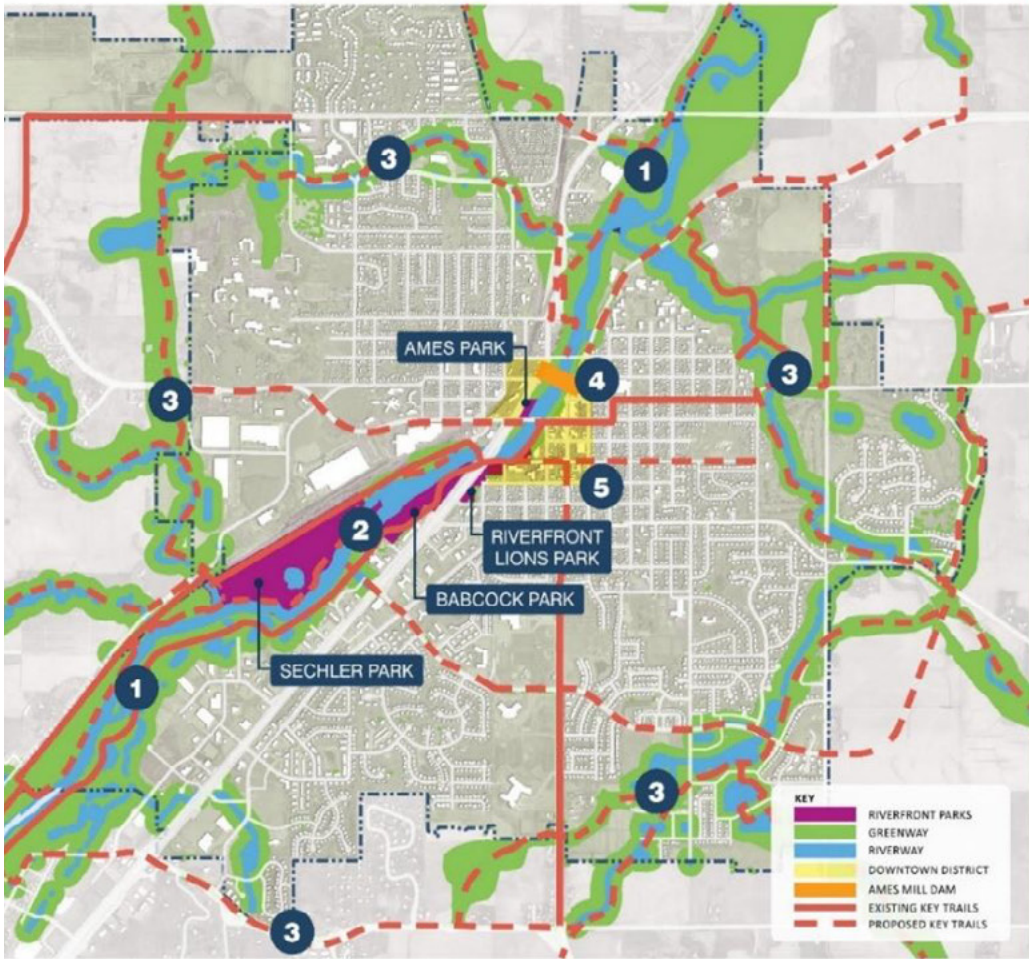 3
1
AMES PARK
4
3
3
5
2
RIVERFRONT
LIONS PARK
BABCOCK PARK
SECHLER PARK
1
3
3
KEY
RIVERFRONT PARKS
GREENWAY
RIVERWAY
DOWNTOWN DISTRICT
AMES MILL DAM
EXISTING KEY TRAILS
PROPOSED KEY TRAILS